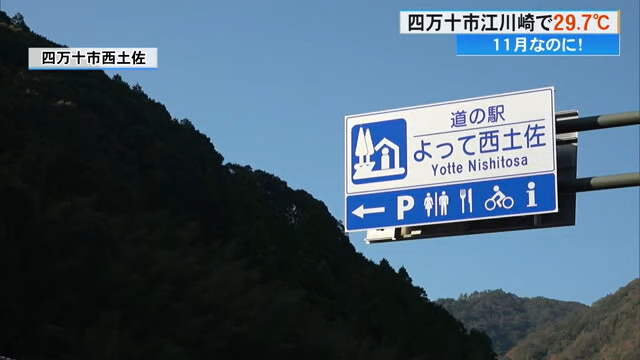 四万十市江川崎で29.7℃
11月なのに!
四万十市西土佐
道の駅
よって西土佐
Yotte Nishitosa
P
i